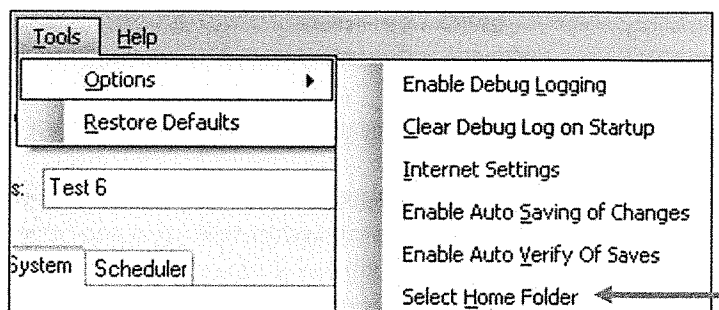 Tools Help
Options
Restore Defaults
s: Test 6
System Scheduler
Enable Debug Logging
Clear Debug Log on Startup
Internet Settings
Enable Auto Saving of Changes
Enable Auto Verify Of Saves
Select Home Folder